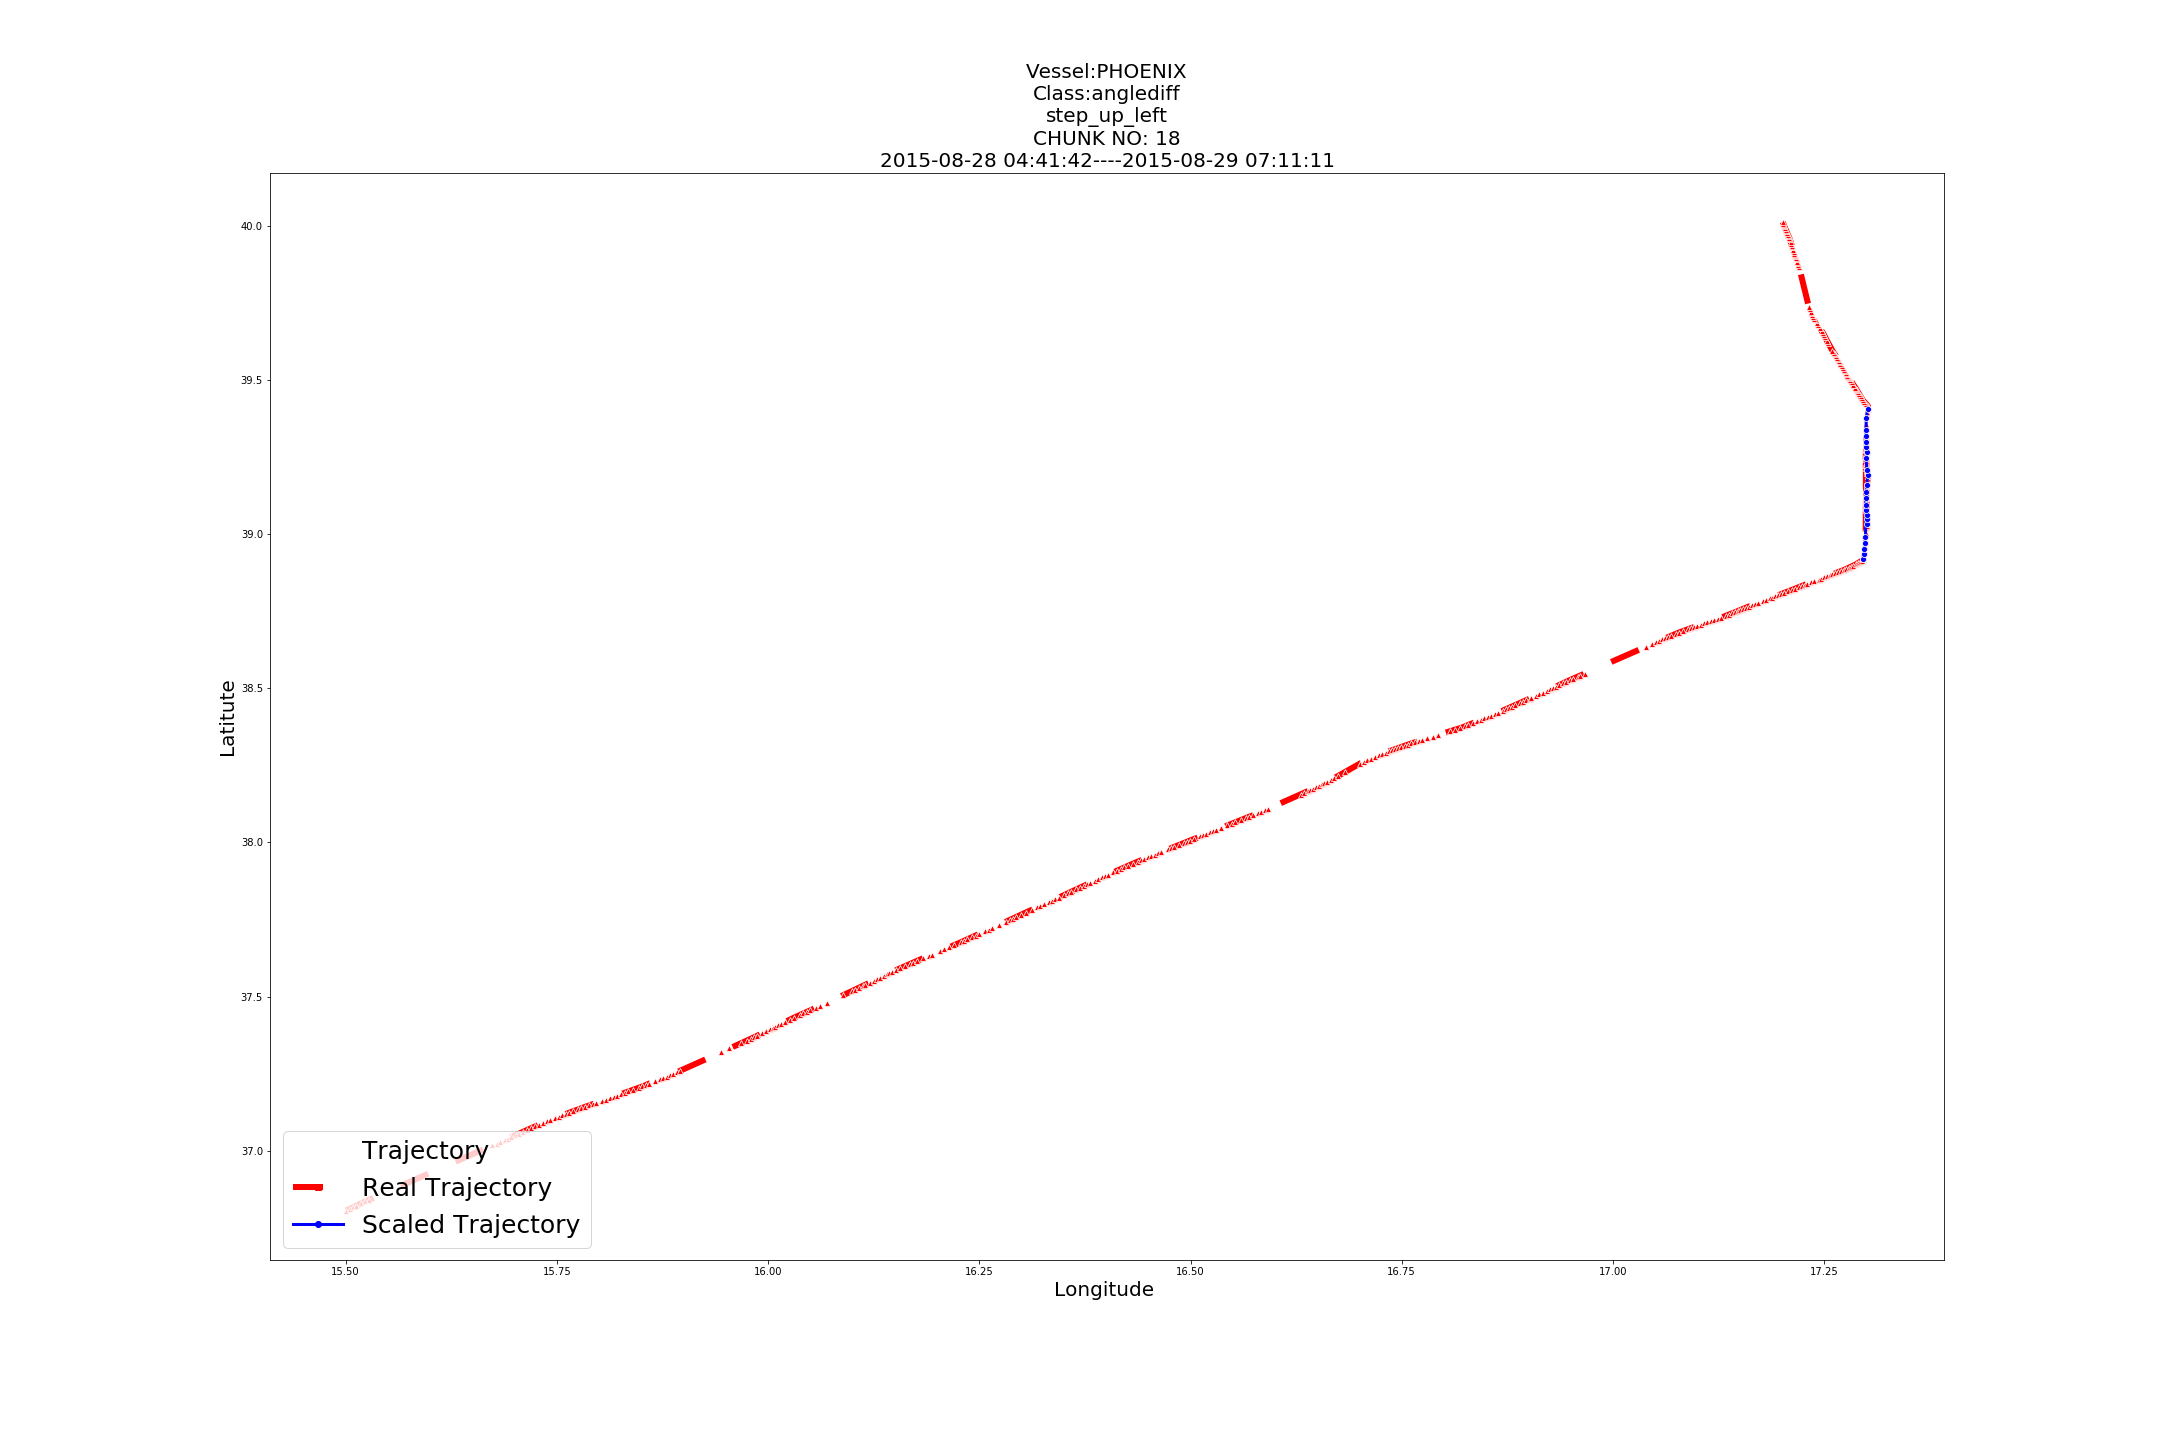 Vessel:PHOENIX
Class:anglediff
step_up_left
CHUNK NO: 18
2015-08-28 04:41:42----2015-08-29 07:11:11
40.0
39.5
39.0
38.5
38.0
37.5
37.0
Latitute
Trajectory
Real Trajectory
Scaled Trajectory
15.50 15.75 16.00 16.25 16.50 16.75 17.00 17.25
Longitude